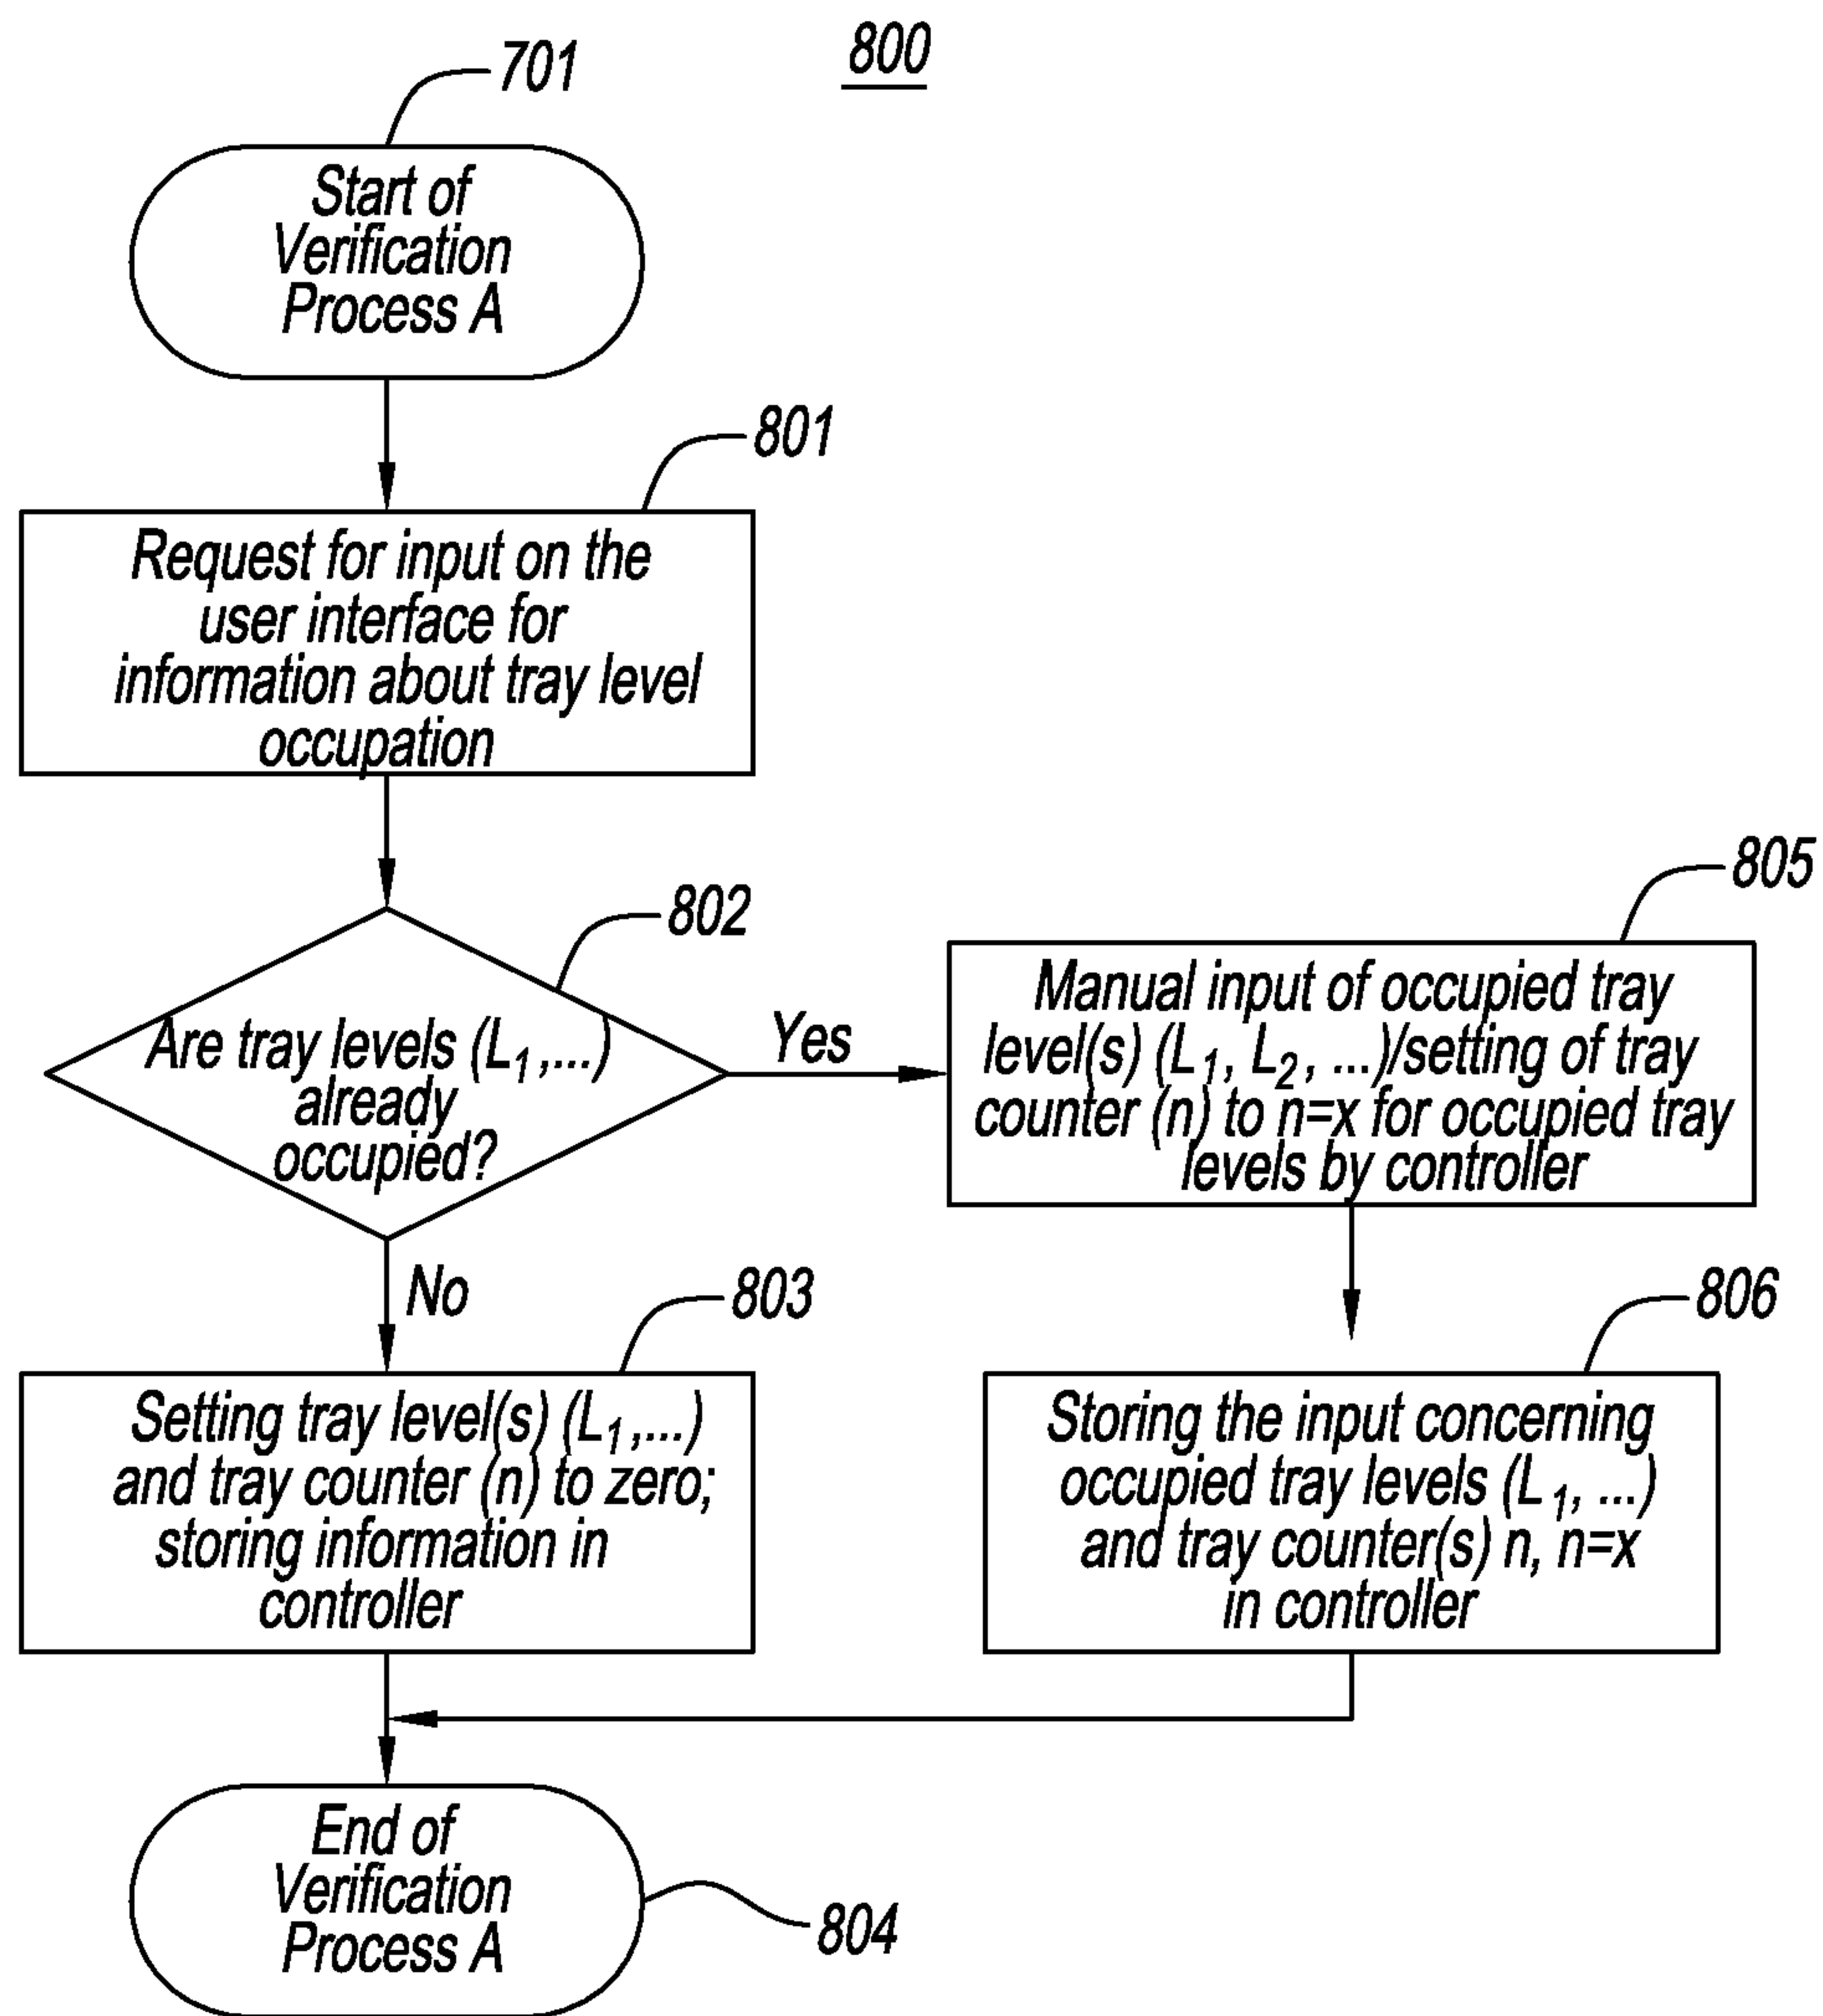 800
701
Start of
Verification
Process A
801
Request for input on the
user interface for
information about tray level
occupation
802
Are tray levels (L1,...)
already
occupied?
Yes
No
805
Manual input of occupied tray
level(s) (L1, L2, ...)/setting of tray
counter (n) to n=x for occupied tray
levels by controller
803
Setting tray level(s) (L1,...)
and tray counter (n) to zero;
storing information in
controller
806
Storing the input concerning
occupied tray levels (L1, ...)
and tray counter(s) n, n=x
in controller
End of
Verification
Process A
804